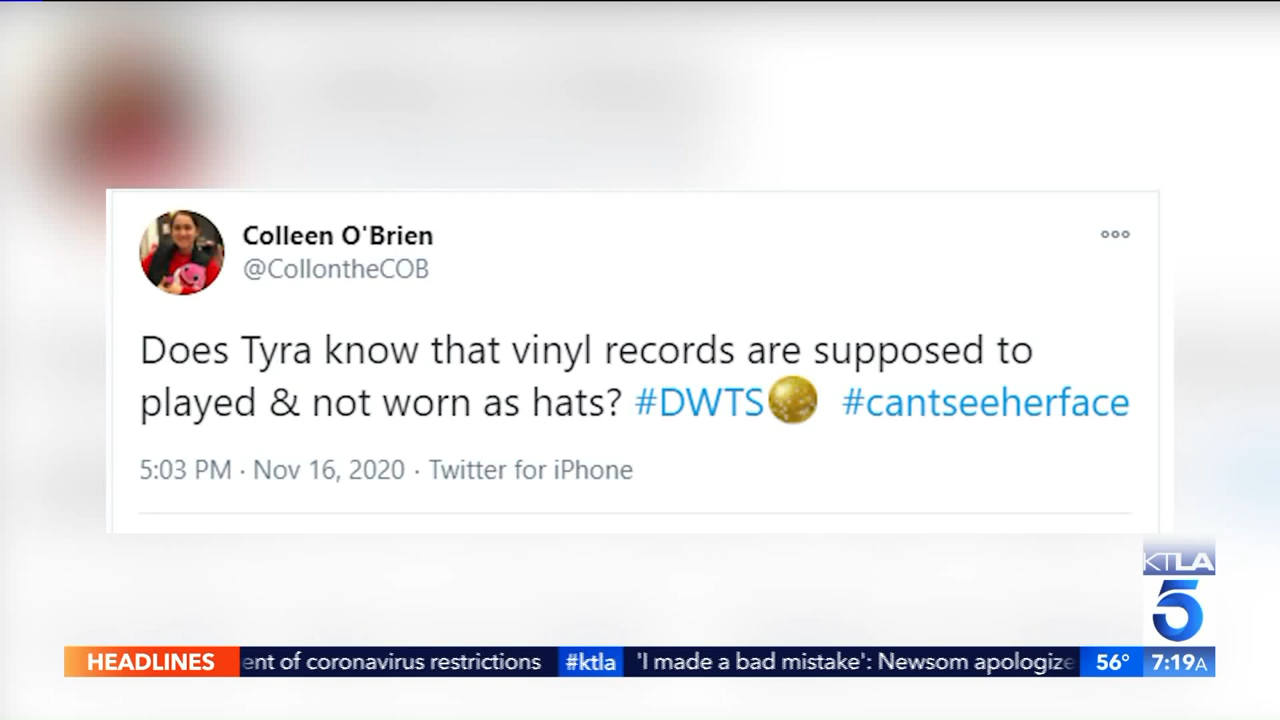 Colleen O'Brien
@CollontheCOB
Does Tyra know that vinyl records are supposed to
played & not worn as hats? #DWTS #cantseeherface
5:03 PM · Nov 16, 2020 · Twitter for iPhone
KTLA
5
HEADLINES ent of coronavirus restrictions #ktla 'I made a bad mistake': Newsom apologize 56° 7:19A